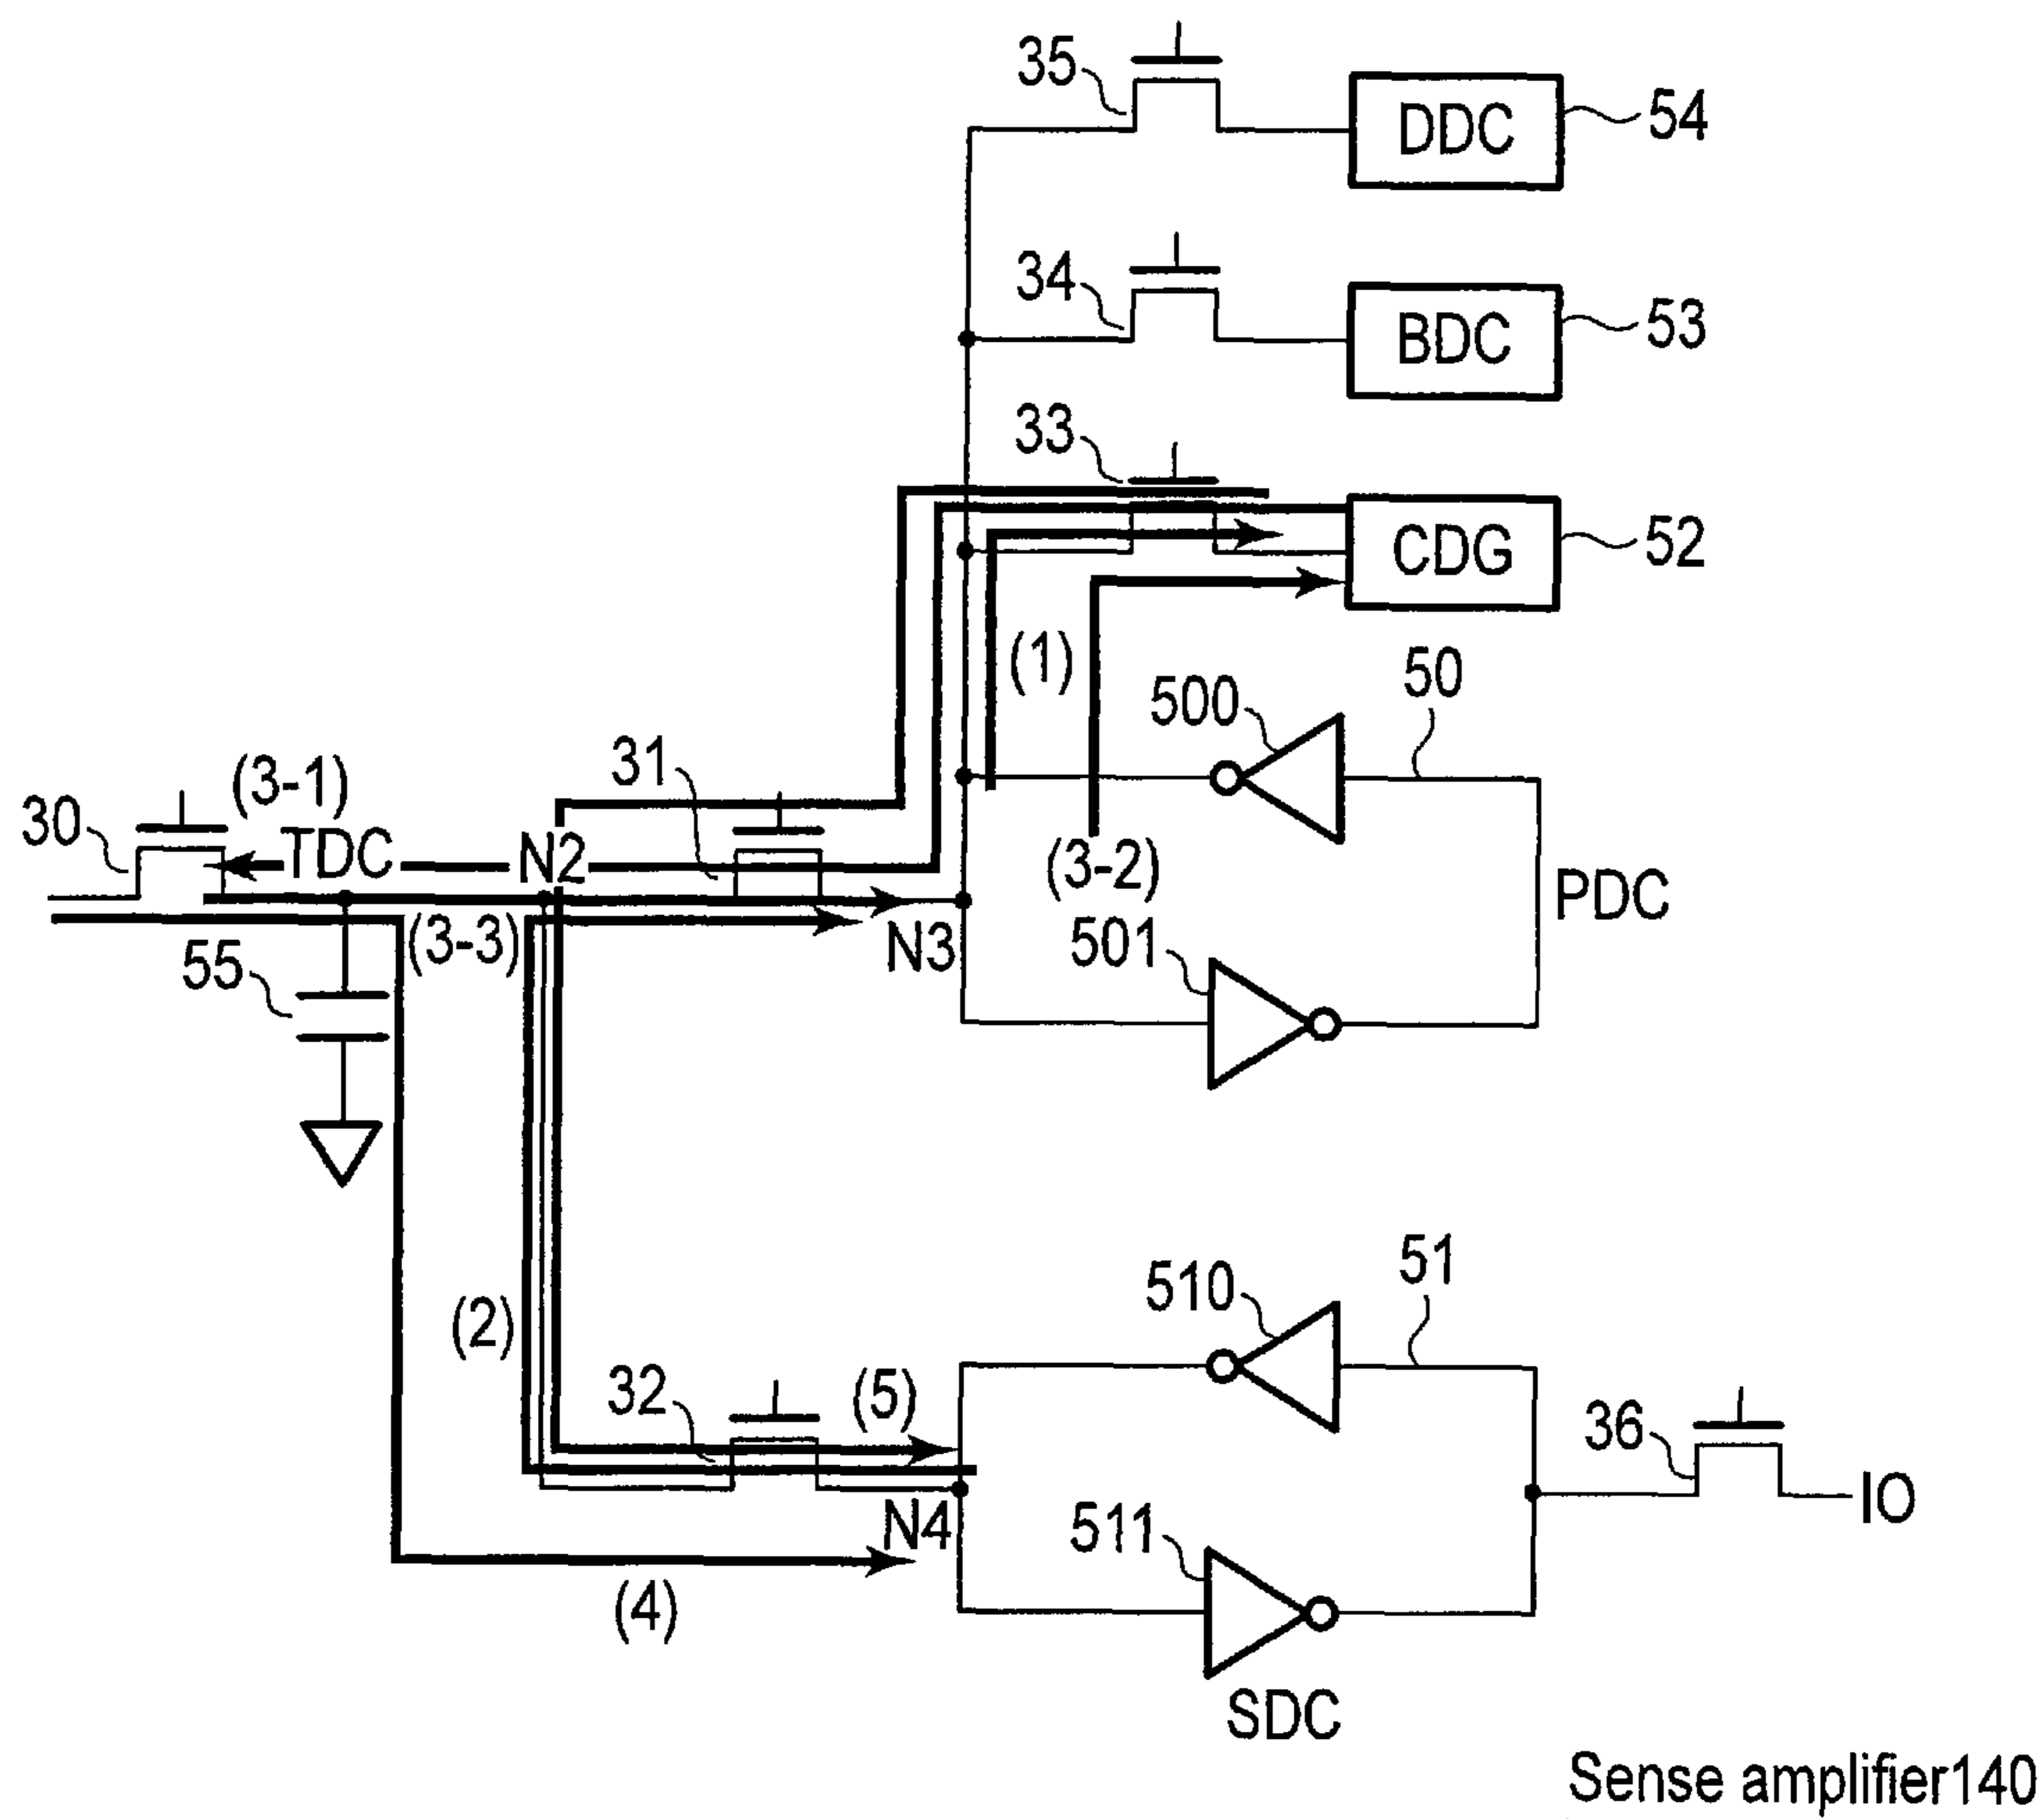 35
DDC
54
34
BDC
53
33
CDG
52
(1)
50
500
31
(3-1)
30
TDC
N2
(3-2)
PDC
(3-3)
N3
501
55
51
510
(2)
32
(5)
36
IO
N4
511
(4)
SDC
Sense amplifier140